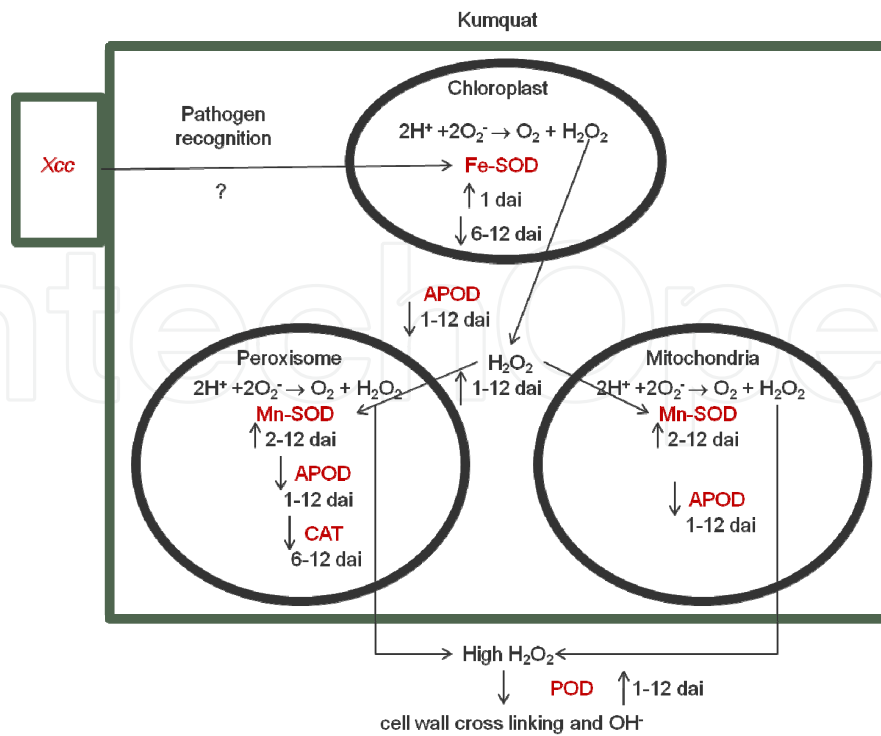 Kumquat
Chloroplast
2H⁺ +2O₂⁻ → O₂ + H₂O₂
Pathogen
recognition
Xcc
Fe-SOD
?
↑ 1 dai
↓ 6-12 dai
APOD
↓ 1-12 dai
H₂O₂
↑ 1-12 dai
Peroxisome
2H⁺ +2O₂⁻ → O₂ + H₂O₂
Mn-SOD
↑ 2-12 dai
↓ APOD
1-12 dai
↓ CAT
6-12 dai
Mitochondria
2H⁺ +2O₂⁻ → O₂ + H₂O₂
Mn-SOD
↑ 2-12 dai
↓ APOD
1-12 dai
High H₂O₂
↓ POD ↑ 1-12 dai
cell wall cross linking and OH⁻
ntechOpe